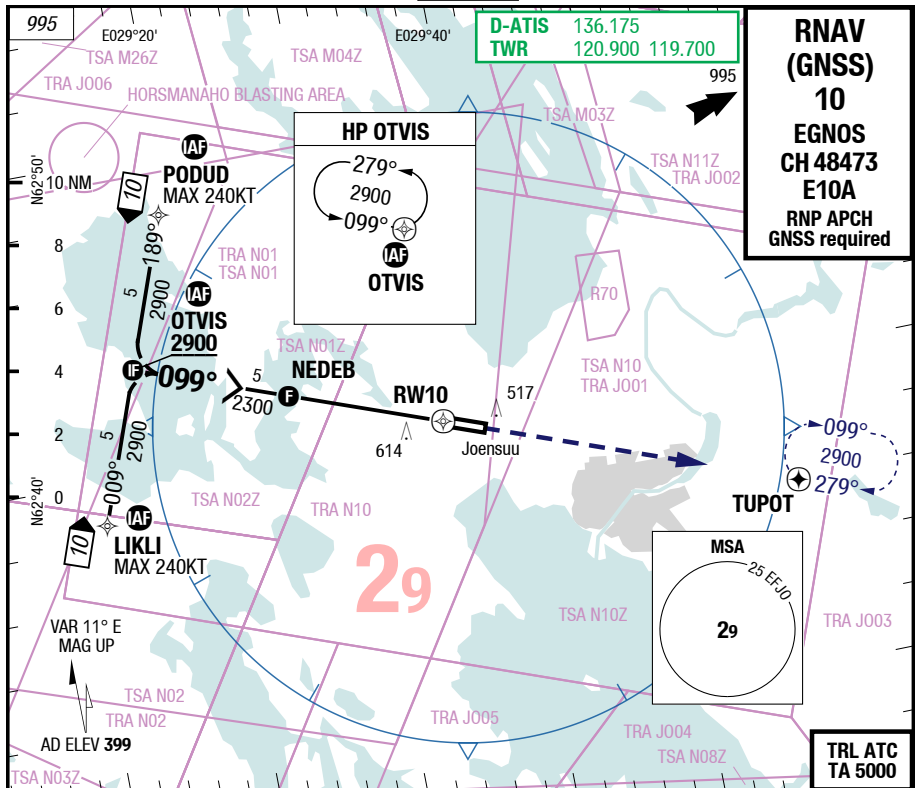 995
E029°20'
E029°40'
D-ATIS 136.175
TWR 120.900 119.700
995
RNAV
(GNSS)
10
EGNOS
CH 48473
E10A
RNP APCH
GNSS required
TSA M26Z
TSA M04Z
TRA J006
HORSMANAHO BLASTING AREA
TSA M03Z
TSA N11Z
TRA J002
HP OTVIS
279°
2900
099°
IAF
OTVIS
N62°50'
10 NM
10
IAF
PODUD
MAX 240KT
189°
5
2900
8
6
4
2
0
TRA N01
TSA N01
IAF
OTVIS
2900
IF
099°
5
2300
TSA N01Z
NEDEB
F
RW10
517
614
Joensuu
R70
TSA N10
TRA J001
099°
2900
279°
TUPOT
5
2900
009°
N62°40'
TSA N02Z
TRA N10
10
IAF
LIKLI
MAX 240KT
29
MSA
25 EFJO
29
TSA N10Z
TRA J003
VAR 11° E
MAG UP
TSA N02
TRA N02
AD ELEV 399
TRA J005
TRA J004
TSA N08Z
TSA N03Z
TRL ATC
TA 5000